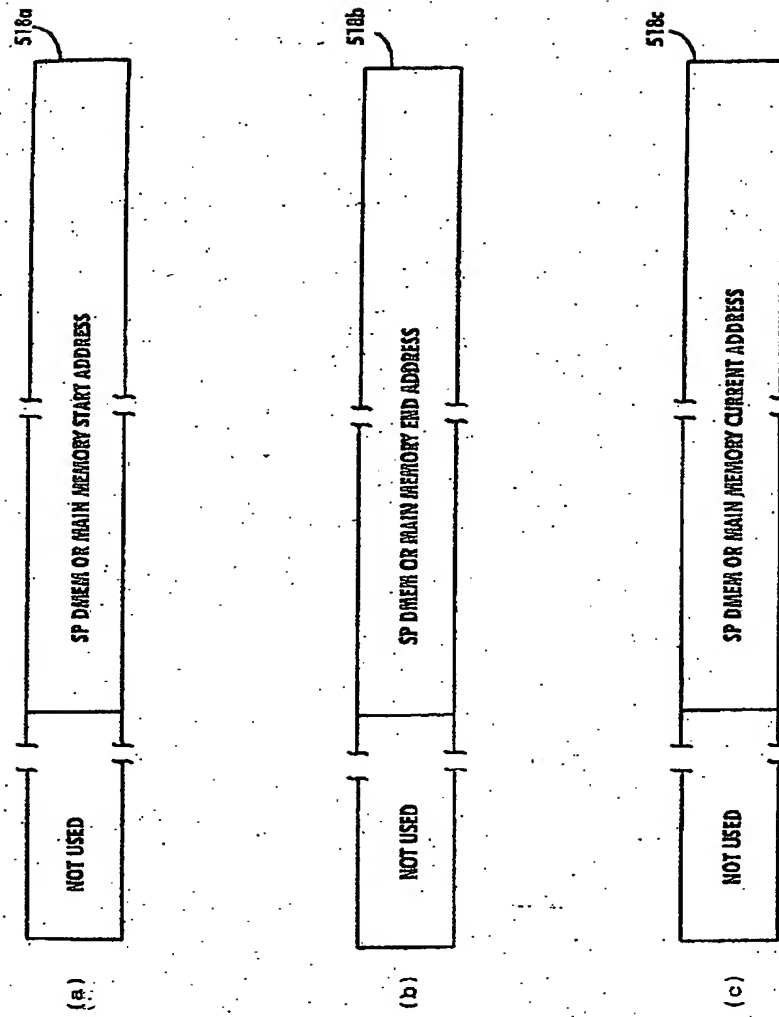 (a)
NOT USED
SP DMEM OR MAIN MEMORY START ADDRESS
518a
(b)
NOT USED
SP DMEM OR MAIN MEMORY END ADDRESS
518b
(c)
NOT USED
SP DMEM OR MAIN MEMORY CURRENT ADDRESS
518c